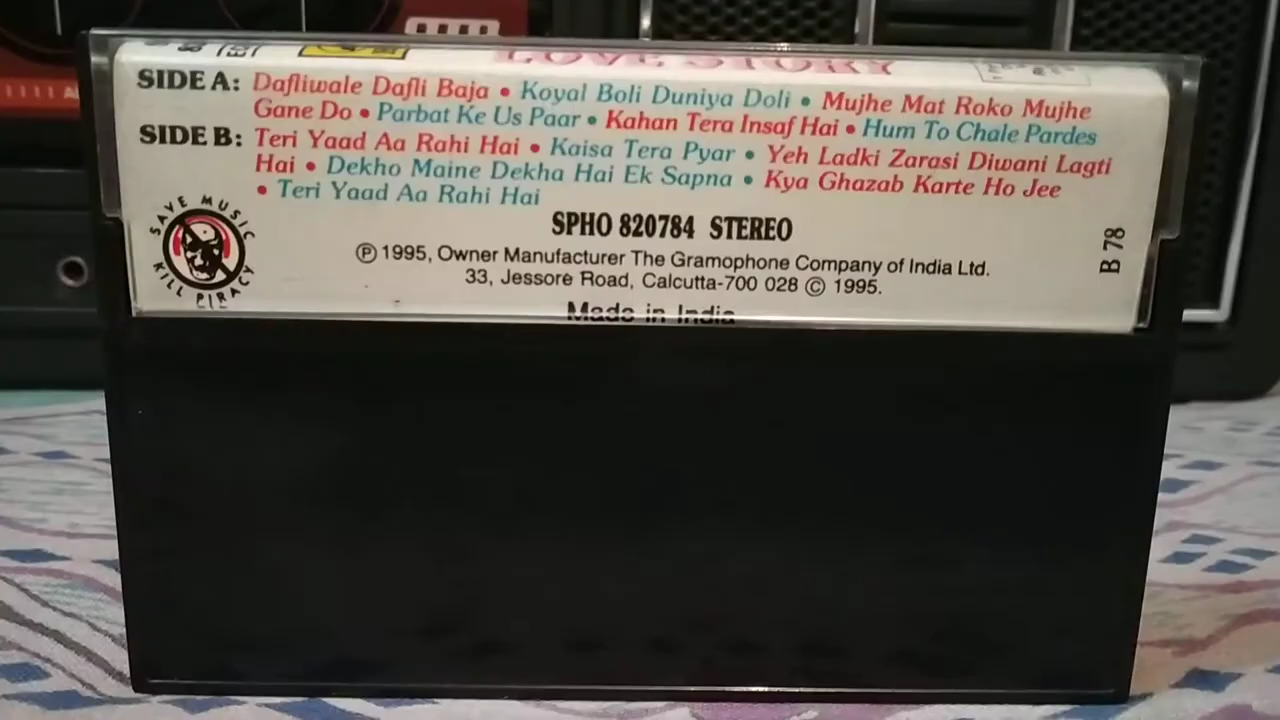 LOVE STORY
SIDE A: Dafliwale Dafli Baja • Koyal Boli Duniya Doli • Mujhe Mat Roko Mujhe
Gane Do • Parbat Ke Us Paar • Kahan Tera Insaf Hai • Hum To Chale Pardes
SIDE B: Teri Yaad Aa Rahi Hai • Kaisa Tera Pyar • Yeh Ladki Zarasi Diwani Lagti
Hai • Dekho Maine Dekha Hai Ek Sapna • Kya Ghazab Karte Ho Jee
• Teri Yaad Aa Rahi Hai
SAVE MUSIC
KILL PIRACY
SPHO 820784 STEREO
Ⓟ 1995, Owner Manufacturer The Gramophone Company of India Ltd.
33, Jessore Road, Calcutta-700 028 © 1995.
Made in India
B 78